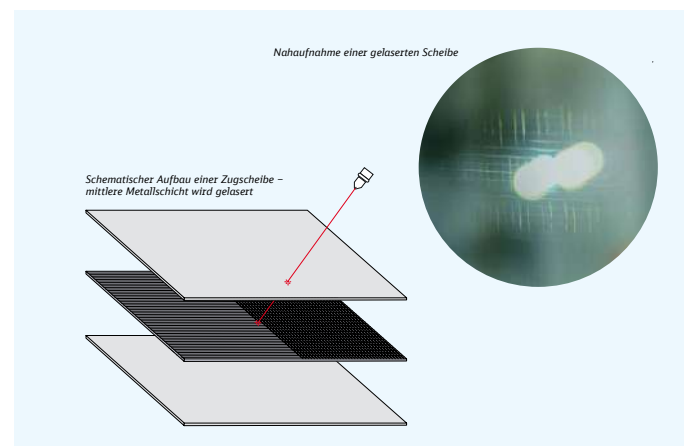 Nahaufnahme einer gelaserten Scheibe
Schematischer Aufbau einer Zugscheibe –
mittlere Metallschicht wird gelasert